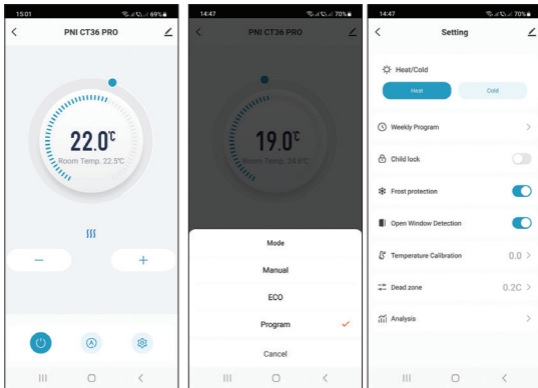 15:01
69%
PNI CT36 PRO
22.0℃
Room Temp. 22.5℃
A
14:47
70%
PNI CT36 PRO
19.0℃
Room Temp. 24.6℃
Mode
Manual
ECO
Program
Cancel
14:47
70%
Setting
Heat/Cold
Heat
Cold
Weekly Program
Child lock
Frost protection
Open Window Detection
Temperature Calibration 0.0
Dead zone 0.2C
Analysis